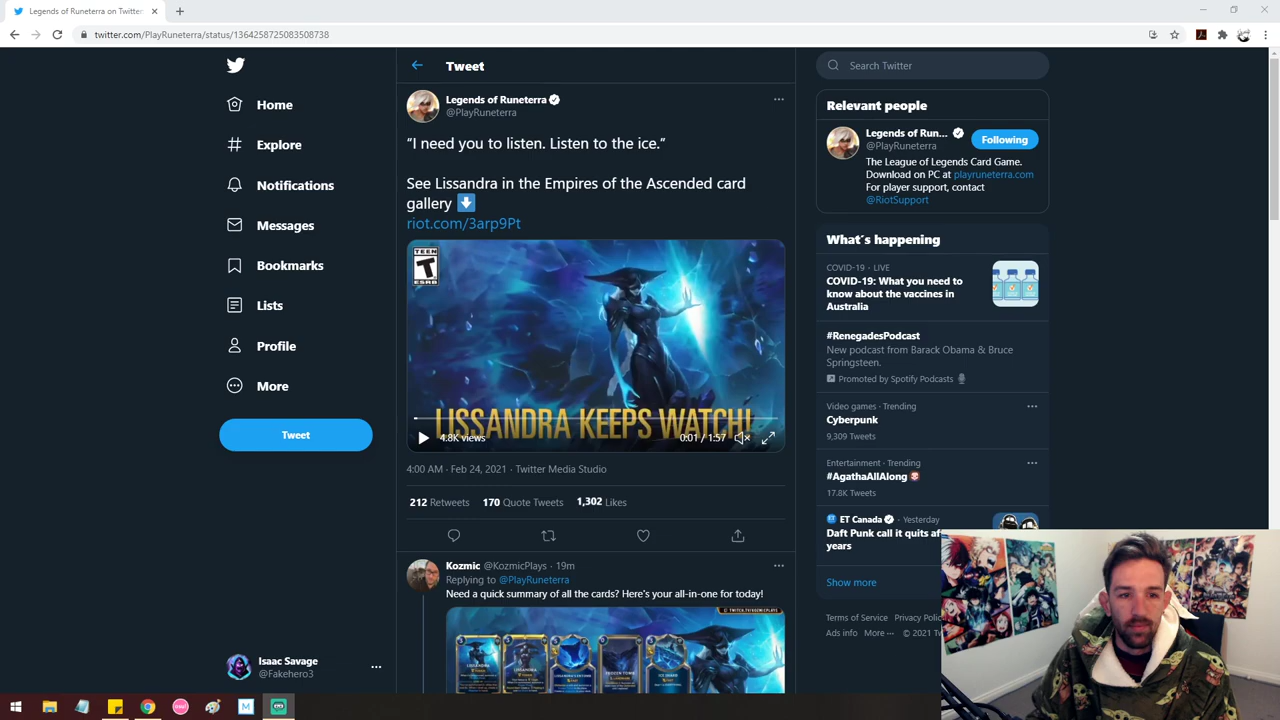 Legends of Runeterra on Twitter
twitter.com/PlayRuneterra/status/1364258725083508738
Home
Explore
Notifications
Messages
Bookmarks
Lists
Profile
More
Tweet
Isaac Savage
@Fakehero3
Tweet
Legends of Runeterra
@PlayRuneterra
“I need you to listen. Listen to the ice.”
See Lissandra in the Empires of the Ascended card
gallery
riot.com/3arp9Pt
TEEN
T
ESRB
LISSANDRA KEEPS WATCH!
4.8K views
0:01 / 1:57
4:00 AM · Feb 24, 2021 · Twitter Media Studio
212 Retweets 170 Quote Tweets 1,302 Likes
Kozmic @KozmicPlays · 19m
Replying to @PlayRuneterra
Need a quick summary of all the cards? Here's your all-in-one for today!
Search Twitter
Relevant people
Legends of Run...
@PlayRuneterra
Following
The League of Legends Card Game.
Download on PC at playruneterra.com
For player support, contact
@RiotSupport
What's happening
COVID-19 · LIVE
COVID-19: What you need to
know about the vaccines in
Australia
#RenegadesPodcast
New podcast from Barack Obama & Bruce
Springsteen.
Promoted by Spotify Podcasts
Video games · Trending
Cyberpunk
9,309 Tweets
Entertainment · Trending
#AgathaAllAlong
17.8K Tweets
ET Canada · Yesterday
Daft Punk call it quits af
years
Show more
Terms of Service Privacy Polic
Ads info More © 2021 Tw
M